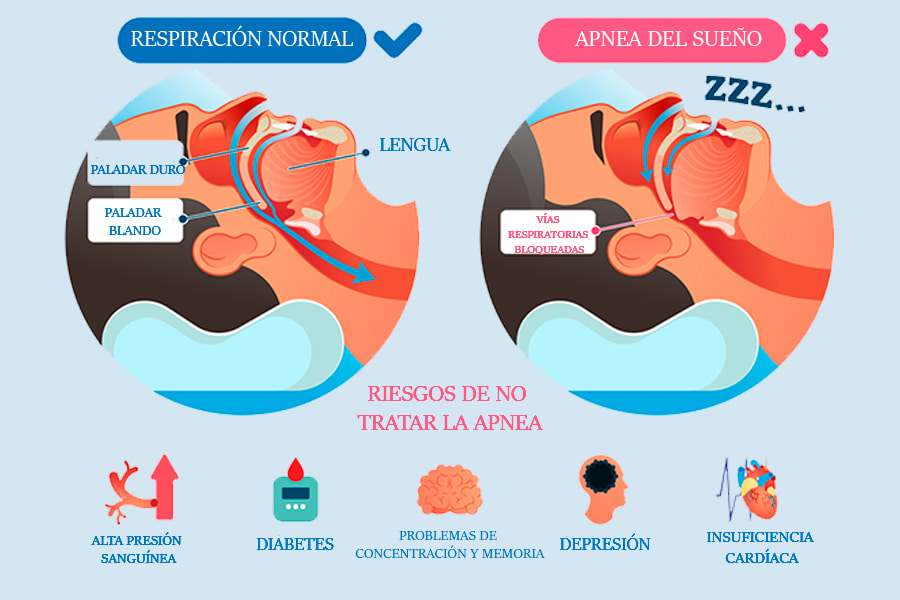 RESPIRACIÓN NORMAL
APNEA DEL SUEÑO
ZZZ...
PALADAR DURO
LENGUA
PALADAR
BLANDO
VÍAS
RESPIRATORIAS
BLOQUEADAS
RIESGOS DE NO
TRATAR LA APNEA
ALTA PRESIÓN
SANGUÍNEA
DIABETES
PROBLEMAS DE
CONCENTRACIÓN Y MEMORIA
DEPRESIÓN
INSUFICIENCIA
CARDÍACA